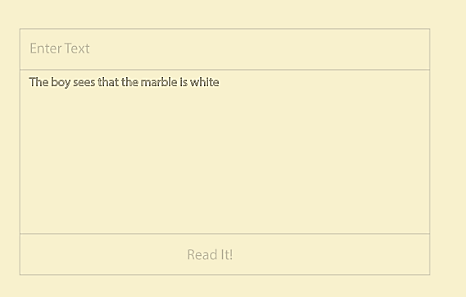 Enter Text
The boy sees that the marble is white
Read It!